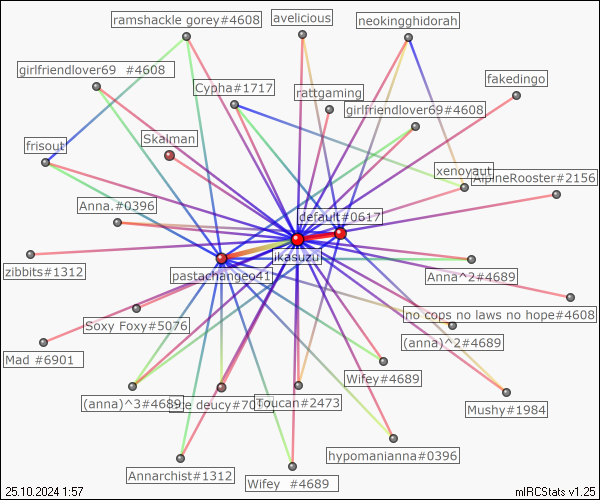 ramshackle gorey#4608
avelicious
neokingghidorah
girlfriendlover69 #4608
Cypha#1717
rattgaming
fakedingo
girlfriendlover69#4608
Skalman
frisout
xenoyaut
AlpineRooster#2156
Anna.#0396
default#0617
ikasuzu
zibbits#1312
pastachangeo41
Anna^2#4689
Soxy Foxy#5076
no cops no laws no hope#4608
Mad #6901
(anna)^2#4689
Wifey#4689
(anna)^3#4689
deucy#70
Toucan#2473
Mushy#1984
hypomanianna#0396
Annarchist#1312
Wifey #4689
25.10.2024 1:57
mIRCStats v1.25